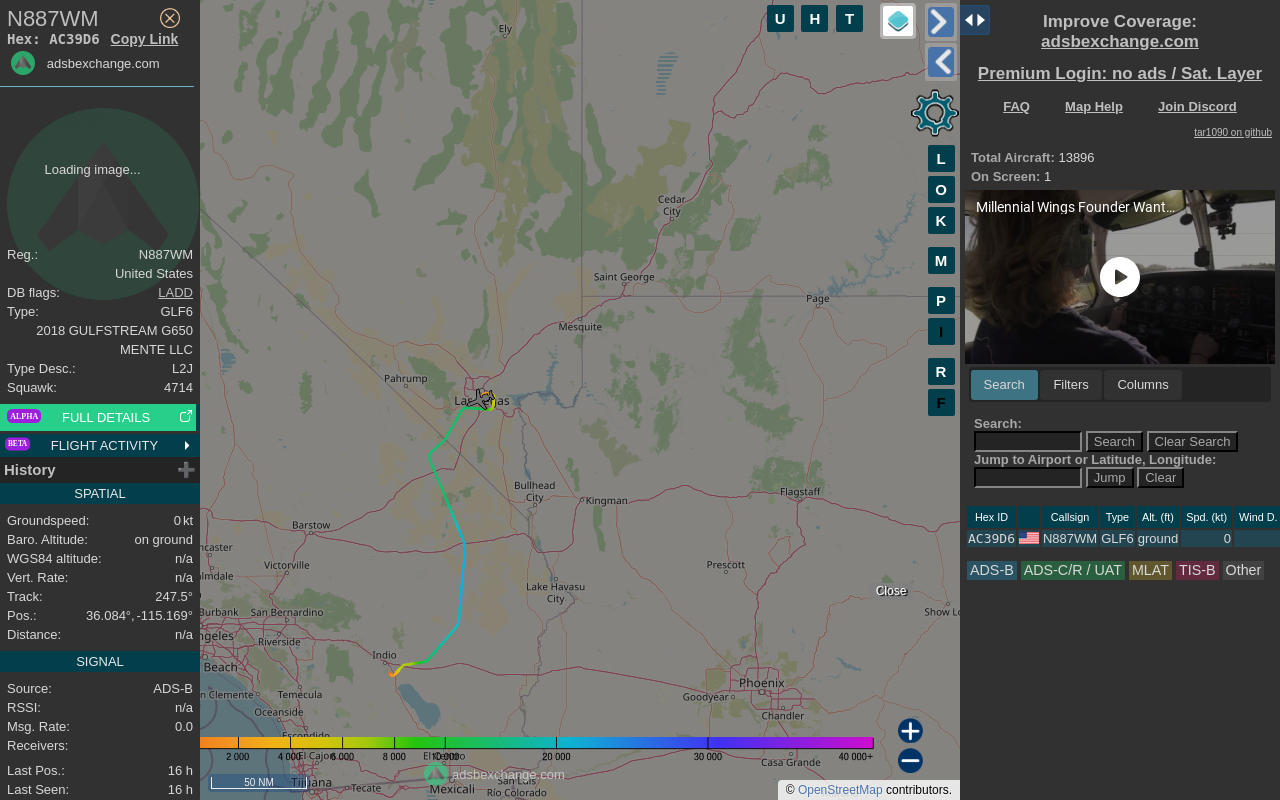 N887WM
Hex: AC39D6 Copy Link
adsbexchange.com
Loading image...
Reg.: N887WM
United States
DB flags: LADD
Type: GLF6
2018 GULFSTREAM G650
MENTE LLC
Type Desc.: L2J
Squawk: 4714
ALPHA FULL DETAILS
BETA FLIGHT ACTIVITY
History
SPATIAL
Groundspeed: 0 kt
Baro. Altitude: on ground
WGS84 altitude: n/a
Vert. Rate: n/a
Track: 247.5°
Pos.: 36.084°, -115.169°
Distance: n/a
SIGNAL
Source: ADS-B
RSSI: n/a
Msg. Rate: 0.0
Receivers:
Last Pos.: 16 h
Last Seen: 16 h
U H T
Ely
Cedar
City
Saint George
Page
Mesquite
Pahrump
Las Vegas
Bullhead
City
Kingman
Flagstaff
Barstow
ncaster
Victorville
almdale
Lake Havasu
City
Prescott
Burbank San Bernardino
ngeles Riverside
Beach
Indio
Show Lo
n Clemente Temecula
Oceanside
Escondido
Phoenix
Goodyear
Chandler
Casa Grande
El Cajon
El Centro
Tijuana
Tecate
Mexicali
San Luis
Río Colorado
2 000 4 000 6 000 8 000 20 000 30 000 40 000+
adsbexchange.com
50 NM
Close
L
O
K
M
P
I
R
F
© OpenStreetMap contributors.
Improve Coverage:
adsbexchange.com
Premium Login: no ads / Sat. Layer
FAQ Map Help Join Discord
tar1090 on github
Total Aircraft: 13896
On Screen: 1
Millennial Wings Founder Want...
Search Filters Columns
Search:
Search Clear Search
Jump to Airport or Latitude, Longitude:
Jump Clear
Hex ID Callsign Type Alt. (ft) Spd. (kt) Wind D.
AC39D6 N887WM GLF6 ground 0
ADS-B ADS-C/R / UAT MLAT TIS-B Other